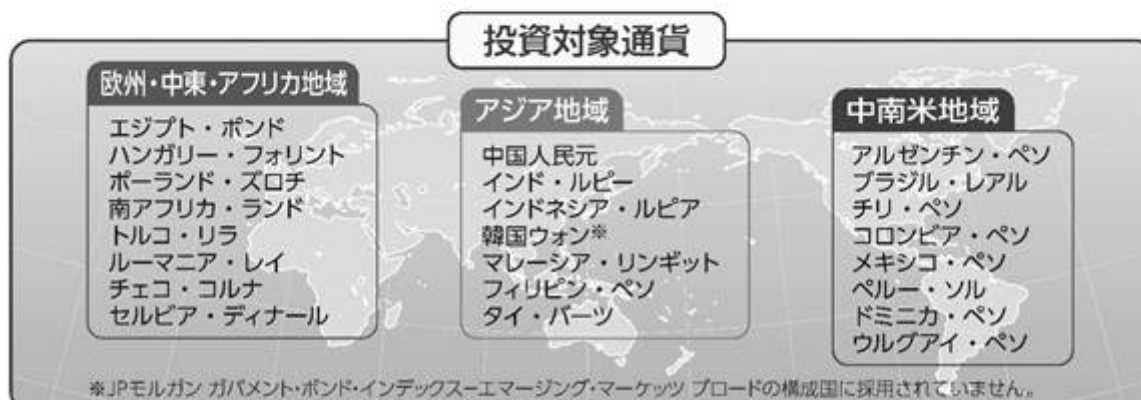 投資対象通貨
欧州・中東・アフリカ地域
エジプト・ポンド
ハンガリー・フォリント
ポーランド・ズロチ
南アフリカ・ランド
トルコ・リラ
ルーマニア・レイ
チェコ・コルナ
セルビア・ディナール
アジア地域
中国人民元
インド・ルピー
インドネシア・ルピア
韓国ウォン※
マレーシア・リンギット
フィリピン・ペソ
タイ・バーツ
中南米地域
アルゼンチン・ペソ
ブラジル・レアル
チリ・ペソ
コロンビア・ペソ
メキシコ・ペソ
ペルー・ソル
ドミニカ・ペソ
ウルグアイ・ペソ
※JPモルガン ガバメント・ボンド・インデックスーエマージング・マーケッツ ブロードの構成国に採用されていません。